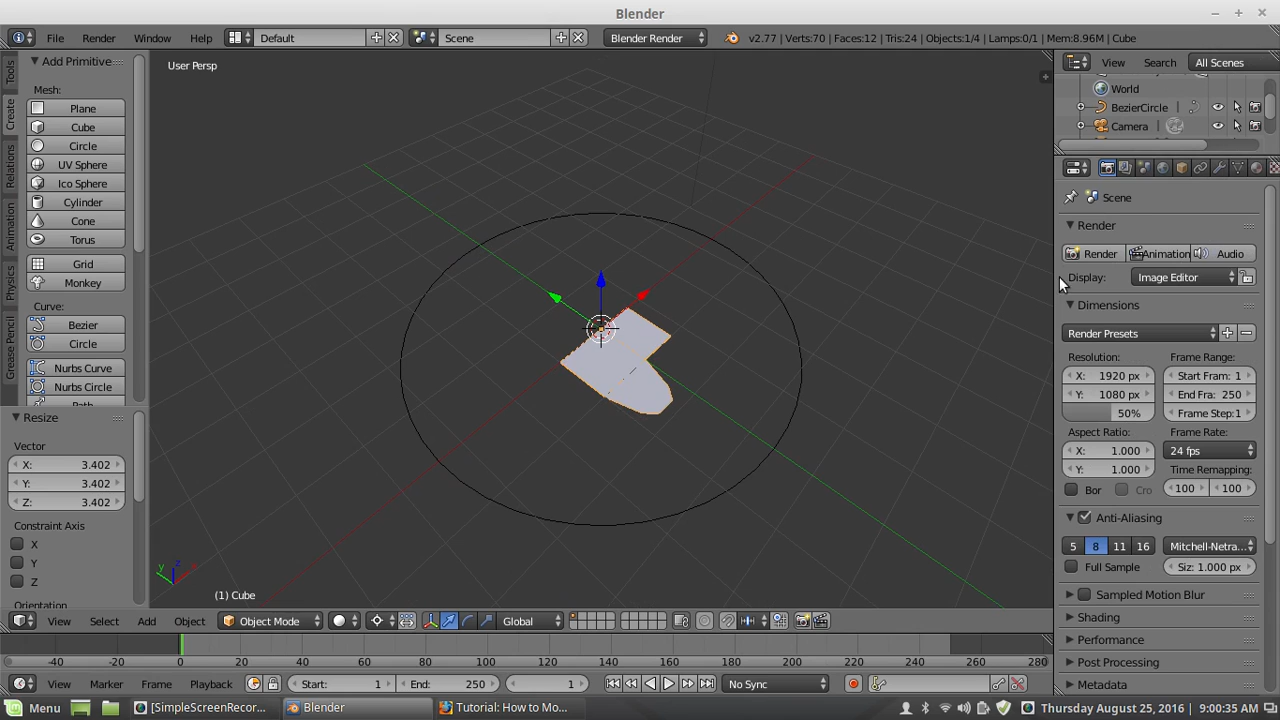 Blender
File Render Window Help Default Scene Blender Render v2.77 | Verts:70 | Faces:12 | Tris:24 | Objects:1/4 | Lamps:0/1 | Mem:8.96M | Cube
Tools
Create
Relations
Animation
Physics
Grease Pencil
Add Primitive
Mesh:
Plane
Cube
Circle
UV Sphere
Ico Sphere
Cylinder
Cone
Torus
Grid
Monkey
Curve:
Bezier
Circle
Nurbs Curve
Nurbs Circle
Resize
Vector
X: 3.402
Y: 3.402
Z: 3.402
Constraint Axis
X
Y
Z
Orientation
User Persp
y z
(1) Cube
View Select Add Object Object Mode Global
-40 -20 0 20 40 60 80 100 120 140 160 180 200 220 240 260 280
View Marker Frame Playback Start: 1 End: 250 1 No Sync
View Search All Scenes
World
BezierCircle
Camera
Scene
Render
Render Animation Audio
Display: Image Editor
Dimensions
Render Presets
Resolution: Frame Range:
X: 1920 px Start Fram: 1
Y: 1080 px End Fra: 250
50% Frame Step:1
Aspect Ratio: Frame Rate:
X: 1.000 24 fps
Y: 1.000 Time Remapping:
Bor Cro 100 100
Anti-Aliasing
5 8 11 16 Mitchell-Netra...
Full Sample Siz: 1.000 px
Sampled Motion Blur
Shading
Performance
Post Processing
Metadata
Menu [SimpleScreenRecor... Blender Tutorial: How to Mo... Thursday August 25, 2016 9:00:35 AM